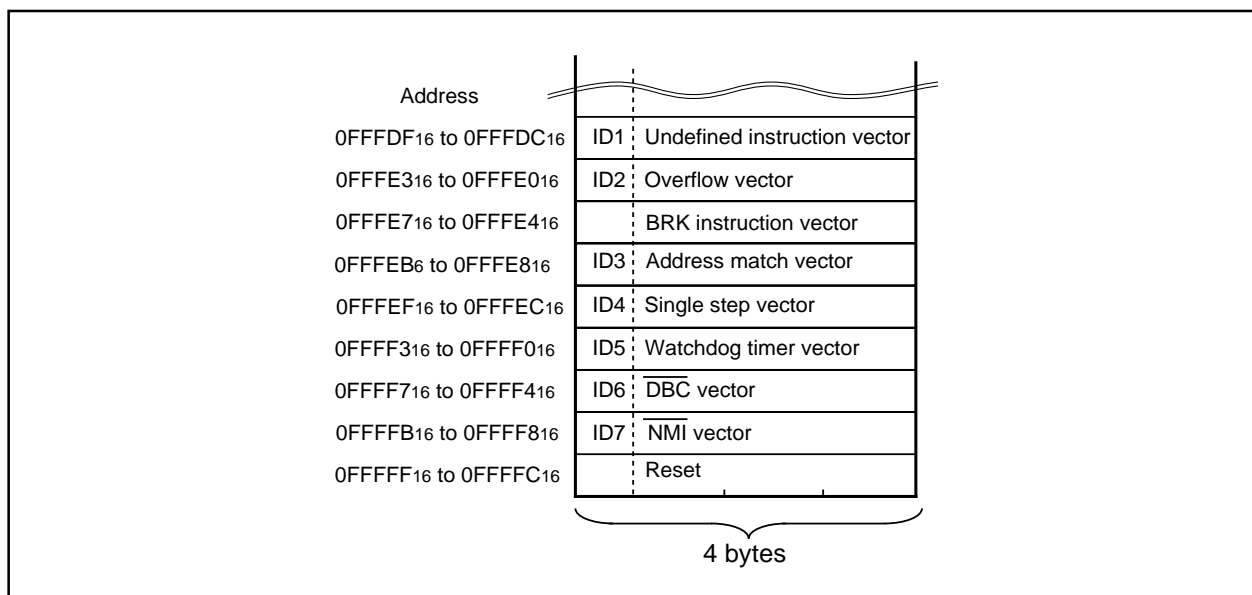 Address
0FFFDF16 to 0FFFDC16 ID1 Undefined instruction vector
0FFFE316 to 0FFFE016 ID2 Overflow vector
0FFFE716 to 0FFFE416 BRK instruction vector
0FFFEB6 to 0FFFE816 ID3 Address match vector
0FFFEF16 to 0FFFEC16 ID4 Single step vector
0FFFF316 to 0FFFF016 ID5 Watchdog timer vector
0FFFF716 to 0FFFF416 ID6 DBC vector
0FFFFB16 to 0FFFF816 ID7 NMI vector
0FFFFF16 to 0FFFFC16 Reset
4 bytes